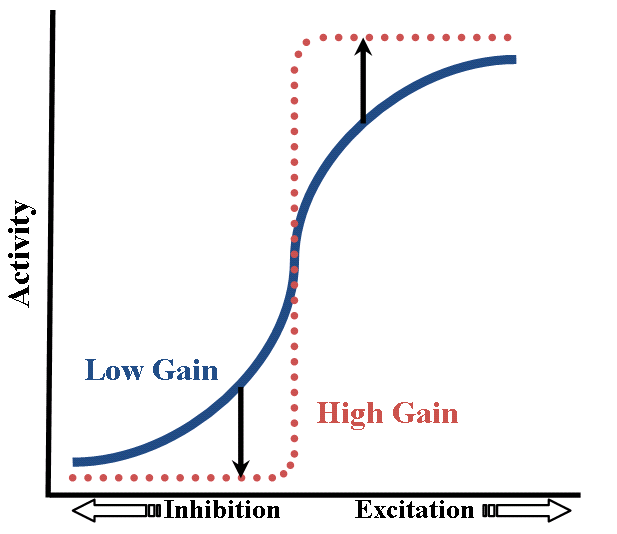 Activity
Low Gain
High Gain
Inhibition
Excitation